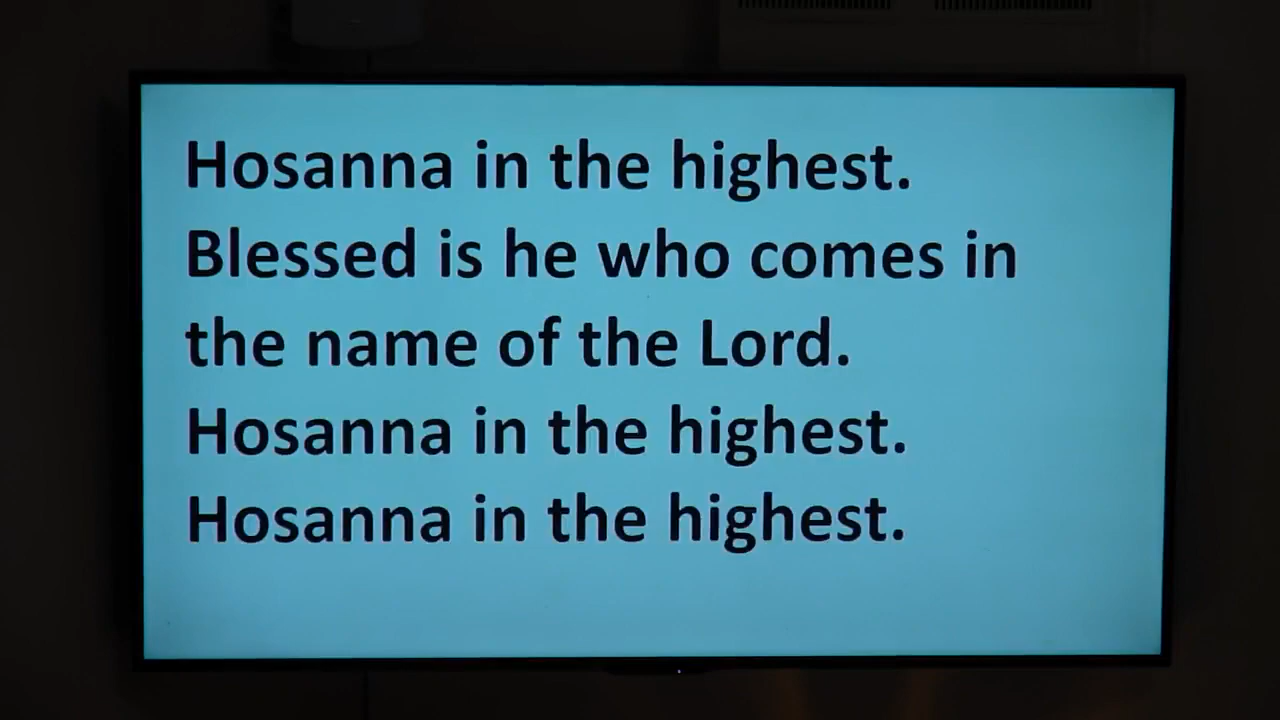 Hosanna in the highest.
Blessed is he who comes in
the name of the Lord.
Hosanna in the highest.
Hosanna in the highest.